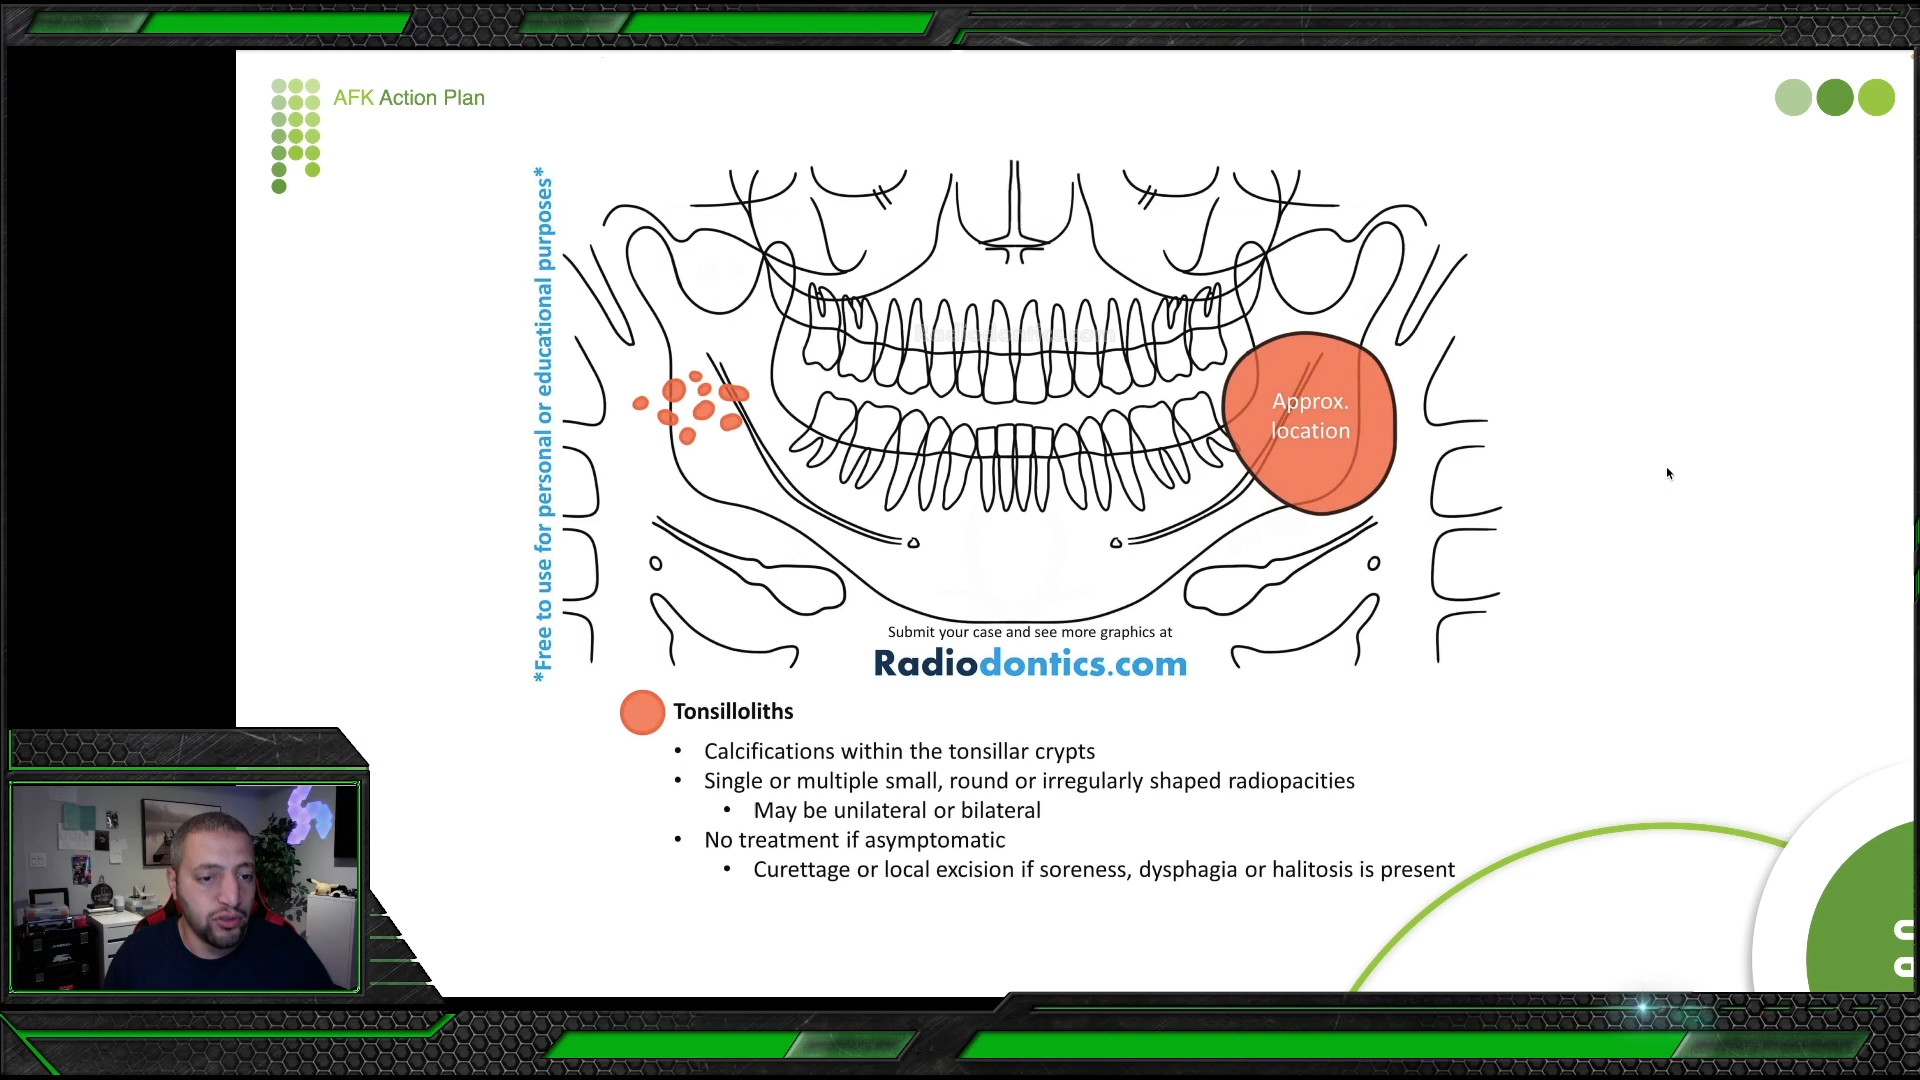 AFK Action Plan
*Free to use for personal or educational purposes*
Radiodontics.com
Approx.
location
Submit your case and see more graphics at
Radiodontics.com
Tonsilloliths
• Calcifications within the tonsillar crypts
• Single or multiple small, round or irregularly shaped radiopacities
• May be unilateral or bilateral
• No treatment if asymptomatic
• Curettage or local excision if soreness, dysphagia or halitosis is present